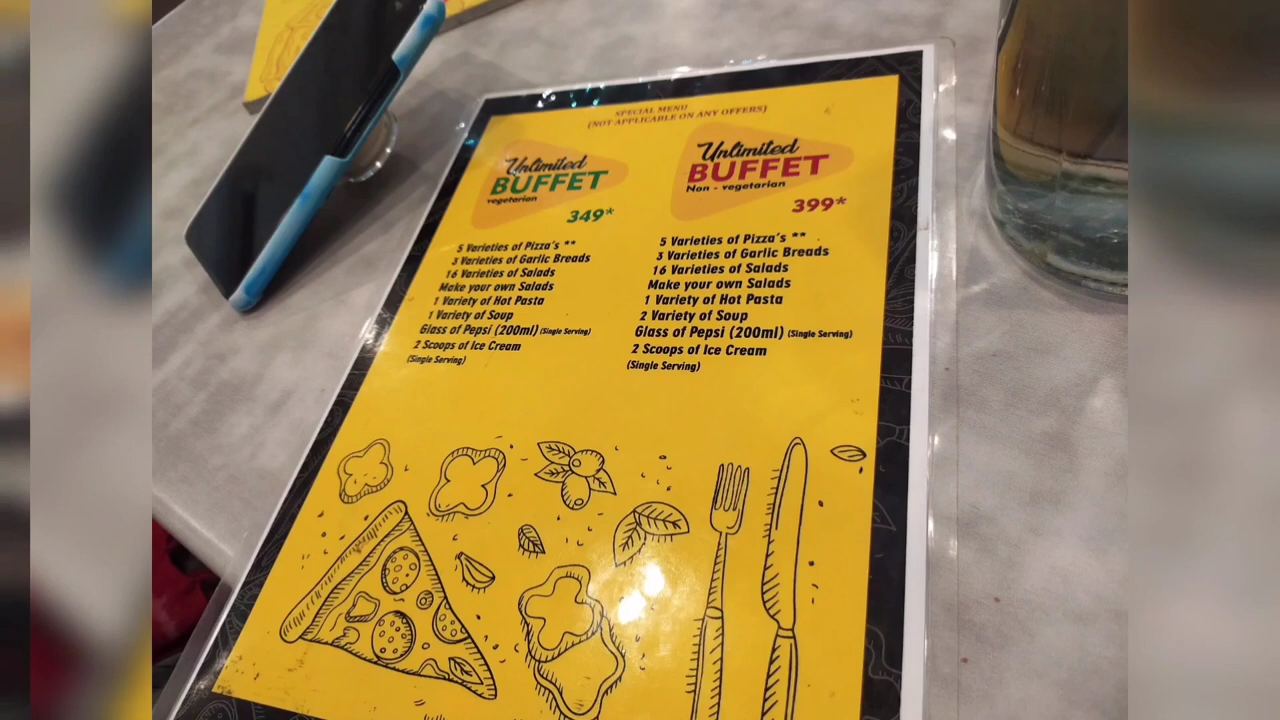 SPECIAL MENU
(NOT APPLICABLE ON ANY OFFERS)
Unlimited
BUFFET
vegetarian
349*
5 Varieties of Pizza's **
3 Varieties of Garlic Breads
16 Varieties of Salads
Make your own Salads
1 Variety of Hot Pasta
1 Variety of Soup
Glass of Pepsi (200ml) (Single Serving)
2 Scoops of Ice Cream
(Single Serving)
Unlimited
BUFFET
Non - vegetarian
399*
5 Varieties of Pizza's **
3 Varieties of Garlic Breads
16 Varieties of Salads
Make your own Salads
1 Variety of Hot Pasta
2 Variety of Soup
Glass of Pepsi (200ml) (Single Serving)
2 Scoops of Ice Cream
(Single Serving)